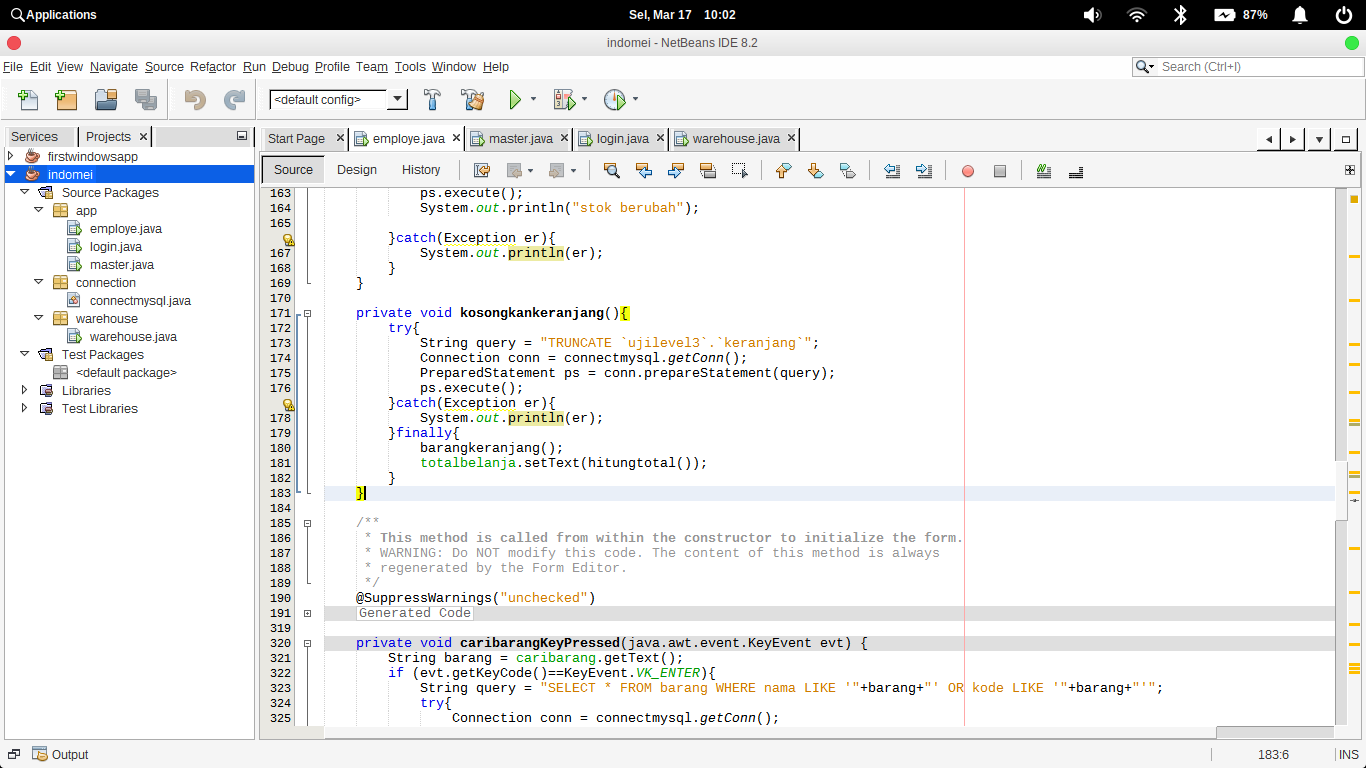 Applications
Sel, Mar 17 10:02
87%
indomei - NetBeans IDE 8.2
File Edit View Navigate Source Refactor Run Debug Profile Team Tools Window Help
Search (Ctrl+I)
<default config>
Services Projects
Start Page employe.java master.java login.java warehouse.java
Source Design History
firstwindowsapp
indomei
Source Packages
app
employe.java
login.java
master.java
connection
connectmysql.java
warehouse
warehouse.java
Test Packages
<default package>
Libraries
Test Libraries
163 ps.execute();
164 System.out.println("stok berubah");
165
}catch(Exception er){
167 System.out.println(er);
168 }
169 }
170
171 private void kosongkankeranjang(){
172 try{
173 String query = "TRUNCATE `ujilevel3`.`keranjang`";
174 Connection conn = connectmysql.getConn();
175 PreparedStatement ps = conn.prepareStatement(query);
176 ps.execute();
}catch(Exception er){
178 System.out.println(er);
179 }finally{
180 barangkeranjang();
181 totalbelanja.setText(hitungtotal());
182 }
183 }
184
185 /**
186 * This method is called from within the constructor to initialize the form.
187 * WARNING: Do NOT modify this code. The content of this method is always
188 * regenerated by the Form Editor.
189 */
190 @SuppressWarnings("unchecked")
191 Generated Code
319
320 private void caribarangKeyPressed(java.awt.event.KeyEvent evt) {
321 String barang = caribarang.getText();
322 if (evt.getKeyCode()==KeyEvent.VK_ENTER){
323 String query = "SELECT * FROM barang WHERE nama LIKE '"+barang+"' OR kode LIKE '"+barang+"'";
324 try{
325 Connection conn = connectmysql.getConn();
Output
183:6 INS